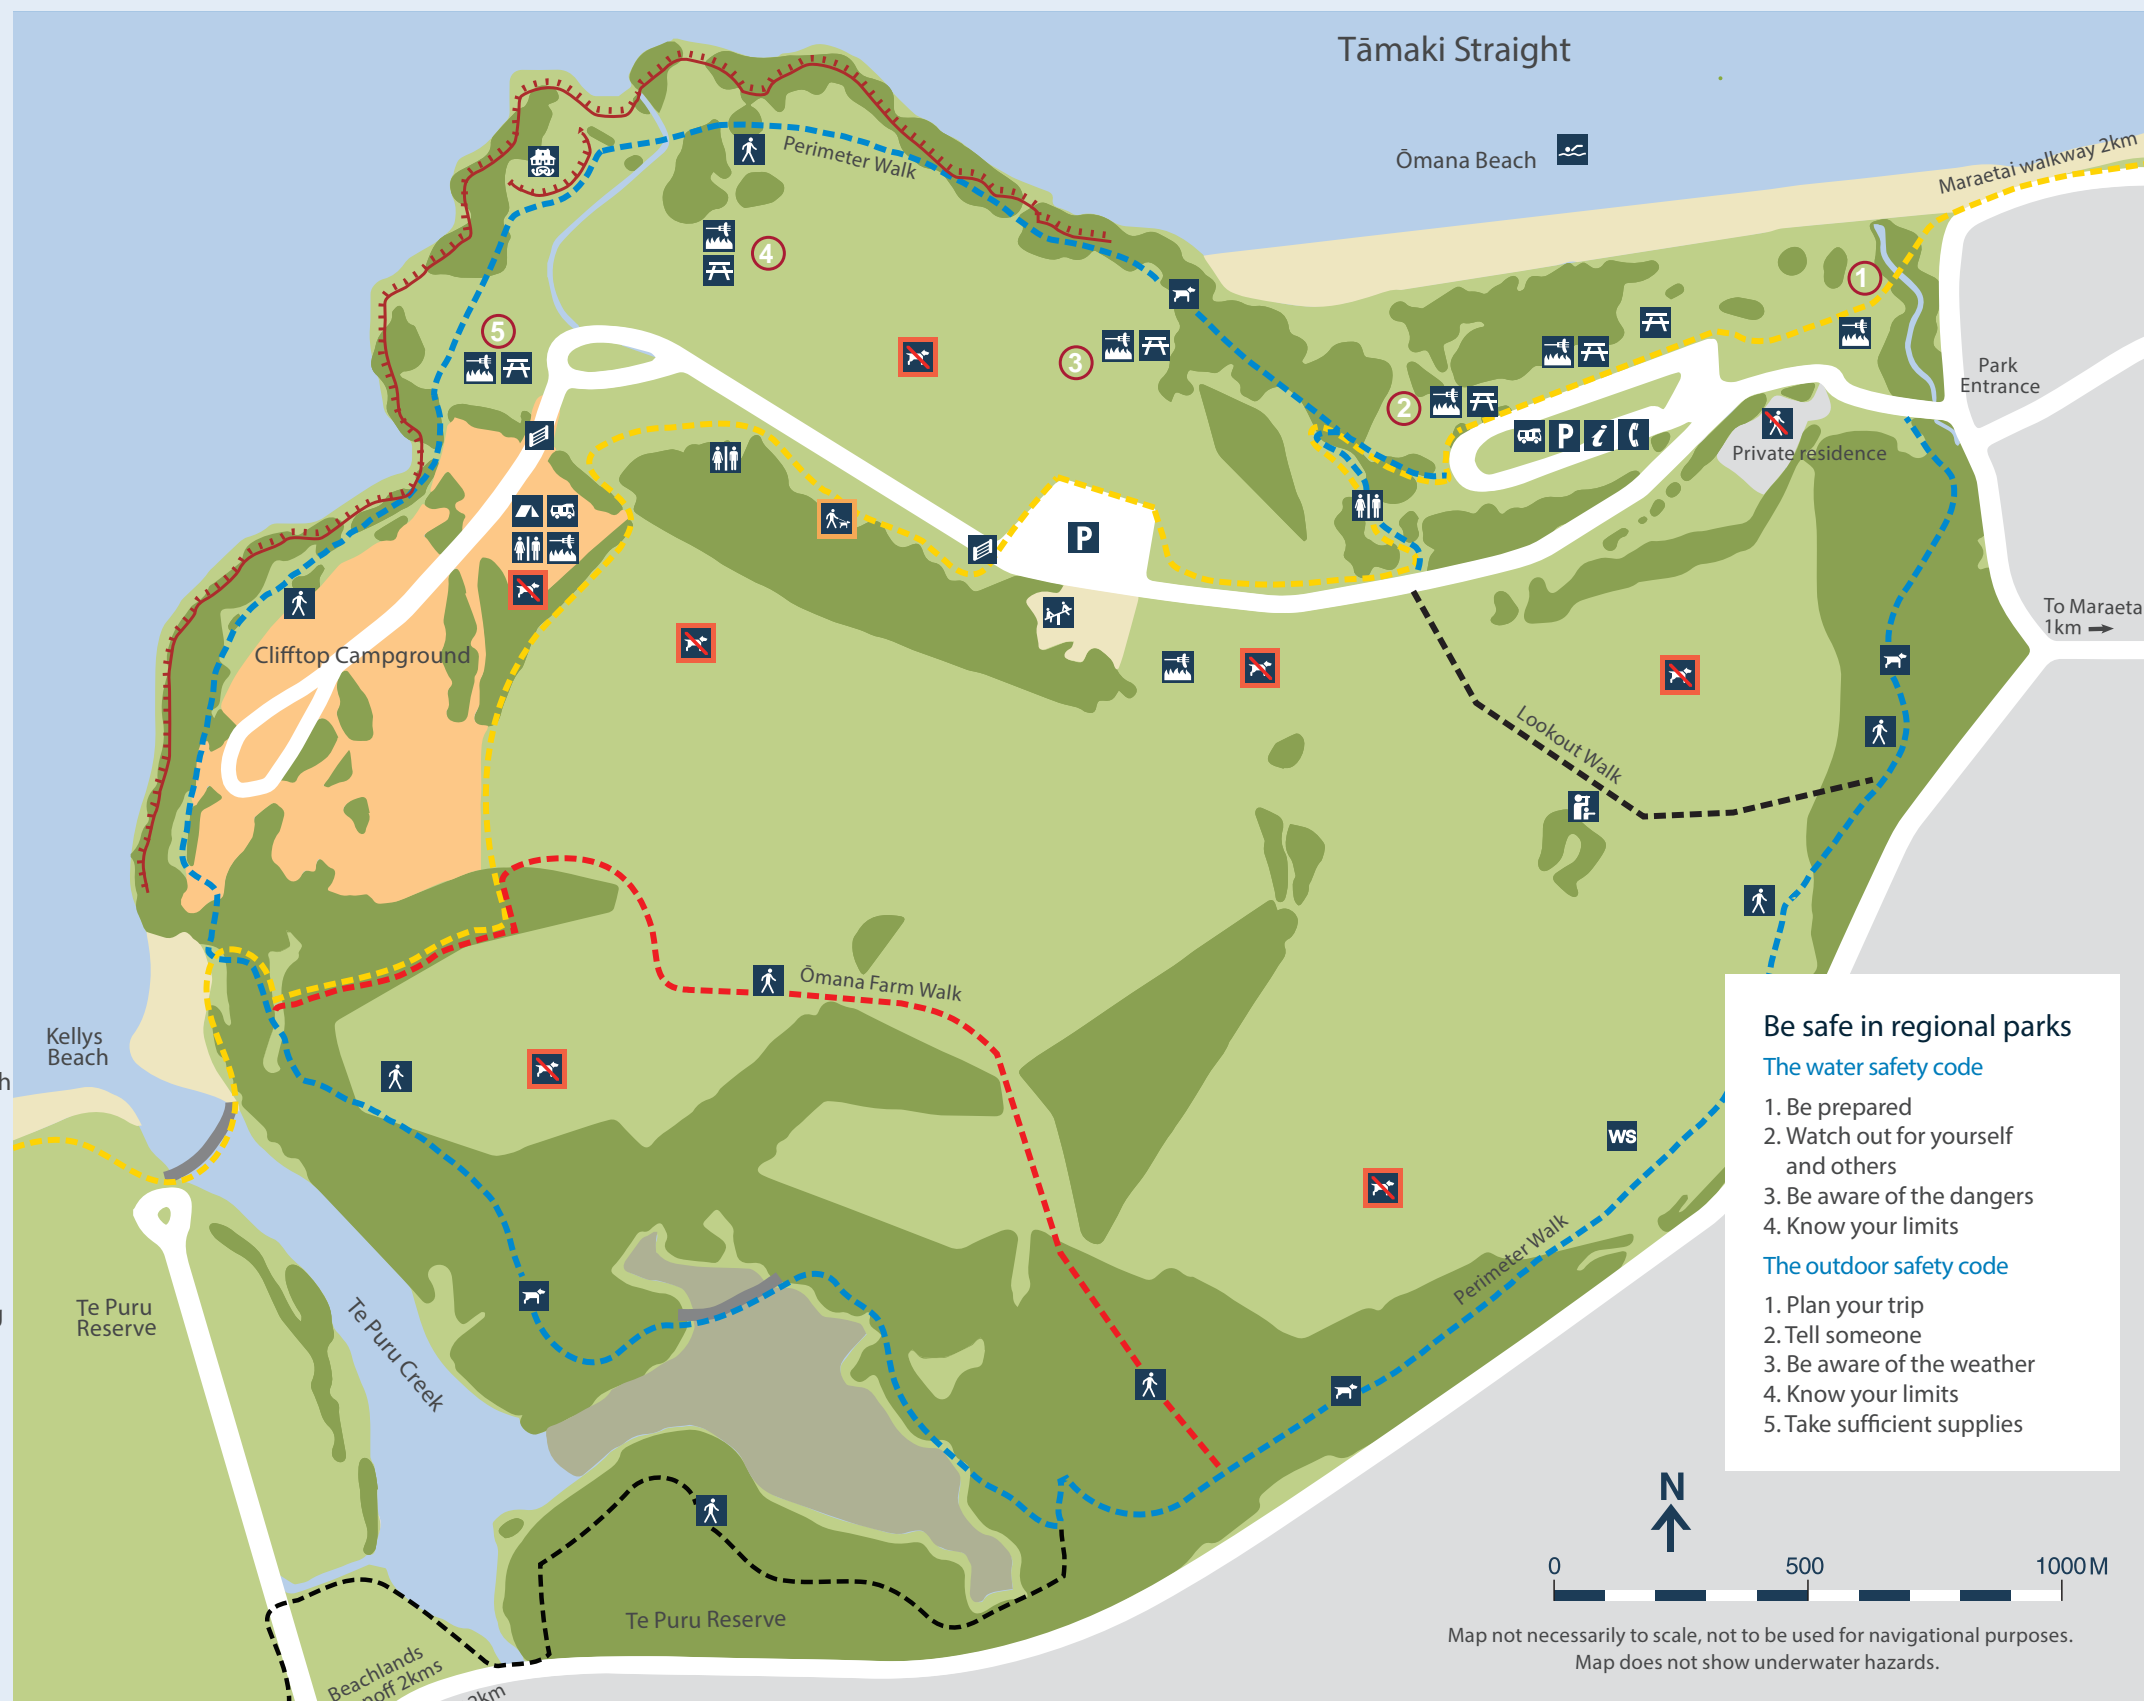 Tāmaki Straight
Ōmana Beach
Maraetai walkway 2km
Perimeter Walk
4
1
5
3
2
Park
Entrance
P
i
Private residence
P
To Maraeta
1km
Clifftop Campground
Lookout Walk
Ōmana Farm Walk
Kellys
Beach
h
WS
Perimeter Walk
Te Puru
Reserve
g
Te Puru Creek
Te Puru Reserve
Beachlands
off 2kms
2km
Be safe in regional parks
The water safety code
1. Be prepared
2. Watch out for yourself
and others
3. Be aware of the dangers
4. Know your limits
The outdoor safety code
1. Plan your trip
2. Tell someone
3. Be aware of the weather
4. Know your limits
5. Take sufficient supplies
N
0 500 1000M
Map not necessarily to scale, not to be used for navigational purposes.
Map does not show underwater hazards.